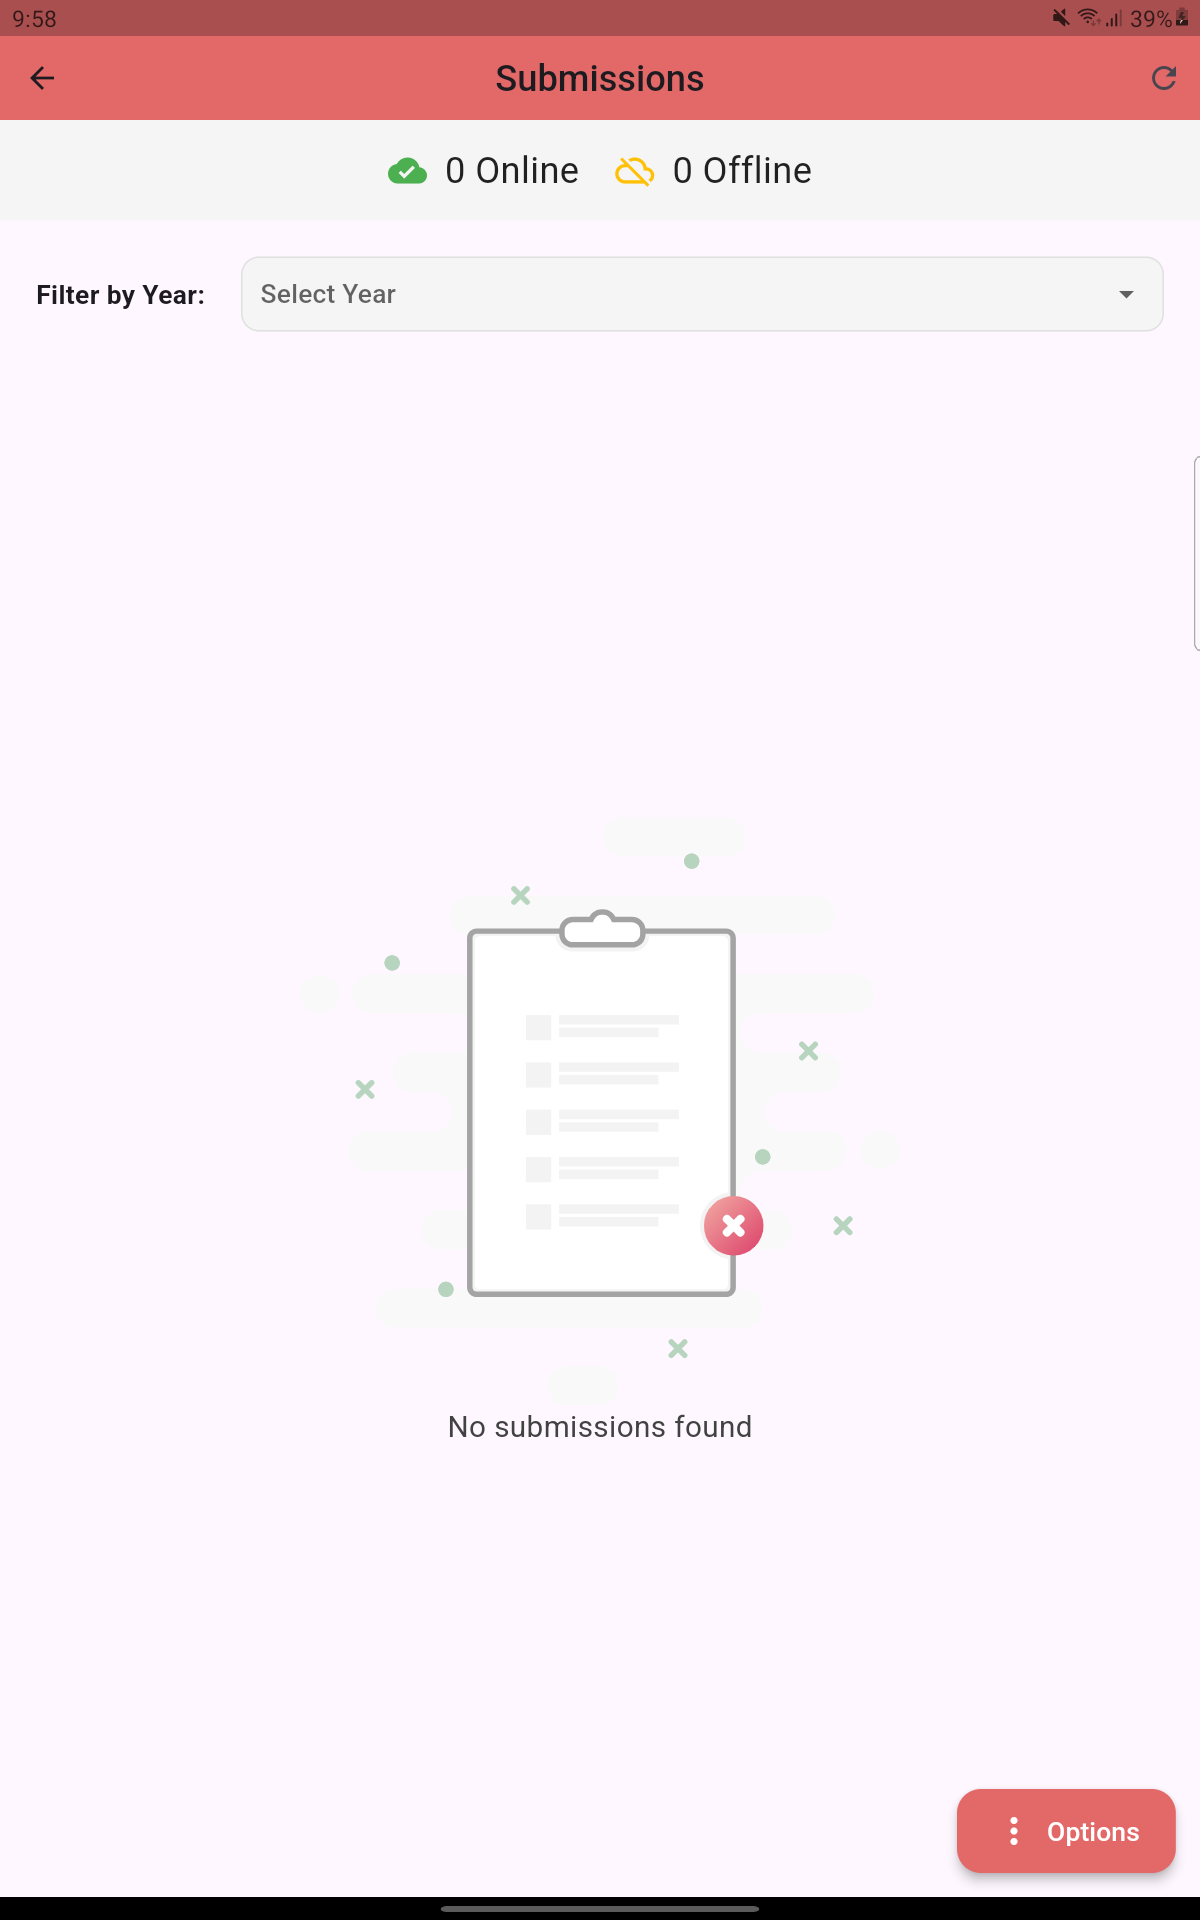 9:58
39%
Submissions
0 Online
0 Offline
Filter by Year:
Select Year
No submissions found
Options